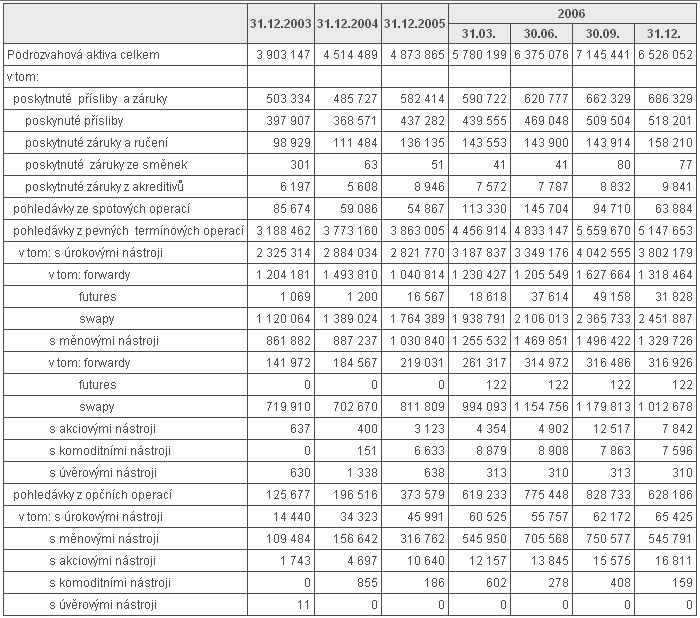 31.12.2003 31.12.2004 31.12.2005 2006
31.03. 30.06. 30.09. 31.12.
Podrozvahová aktiva celkem 3 903 147 4 514 489 4 873 865 5 780 199 6 375 076 7 145 441 6 526 052
v tom:
poskytnuté přísliby a záruky 503 334 485 727 582 414 590 722 620 777 662 329 686 329
poskynuté přísliby 397 907 368 571 437 282 439 555 469 048 509 504 518 201
poskytnuté záruky a ručení 98 929 111 484 136 135 143 553 143 900 143 914 158 210
poskytnuté záruky ze směnek 301 63 51 41 41 80 77
poskytnuté záruky z akreditivů 6 197 5 608 8 946 7 572 7 787 8 832 9 841
pohledávky ze spotových operací 85 674 59 086 54 867 113 330 145 704 94 710 63 884
pohledávky z pevných termínových operací 3 188 462 3 773 160 3 863 005 4 456 914 4 833 147 5 559 670 5 147 653
v tom: s úrokovými nástroji 2 325 314 2 884 034 2 821 770 3 187 837 3 349 176 4 042 555 3 802 179
v tom: forwardy 1 204 181 1 493 810 1 040 814 1 230 427 1 205 549 1 627 664 1 318 464
futures 1 069 1 200 16 567 18 618 37 614 49 158 31 828
swapy 1 120 064 1 389 024 1 764 389 1 938 791 2 106 013 2 365 733 2 451 887
s měnovými nástroji 861 882 887 237 1 030 840 1 255 532 1 469 851 1 496 422 1 329 726
v tom: forwardy 141 972 184 567 219 031 261 317 314 972 316 486 316 926
futures 0 0 0 122 122 122 122
swapy 719 910 702 670 811 809 994 093 1 154 756 1 179 813 1 012 678
s akciovými nástroji 637 400 3 123 4 354 4 902 12 517 7 842
s komoditními nástroji 0 151 6 633 8 879 8 908 7 863 7 596
s úvěrovými nástroji 630 1 338 638 313 310 313 310
pohledávky z opčních operací 125 677 196 516 373 579 619 233 775 448 828 733 628 186
v tom: s úrokovými nástroji 14 440 34 323 45 991 60 525 55 757 62 172 65 425
s měnovými nástroji 109 484 156 642 316 762 545 950 705 568 750 577 545 791
s akciovými nástroji 1 743 4 697 10 640 12 157 13 845 15 575 16 811
s komoditními nástroji 0 855 186 602 278 408 159
s úvěrovými nástroji 11 0 0 0 0 0 0